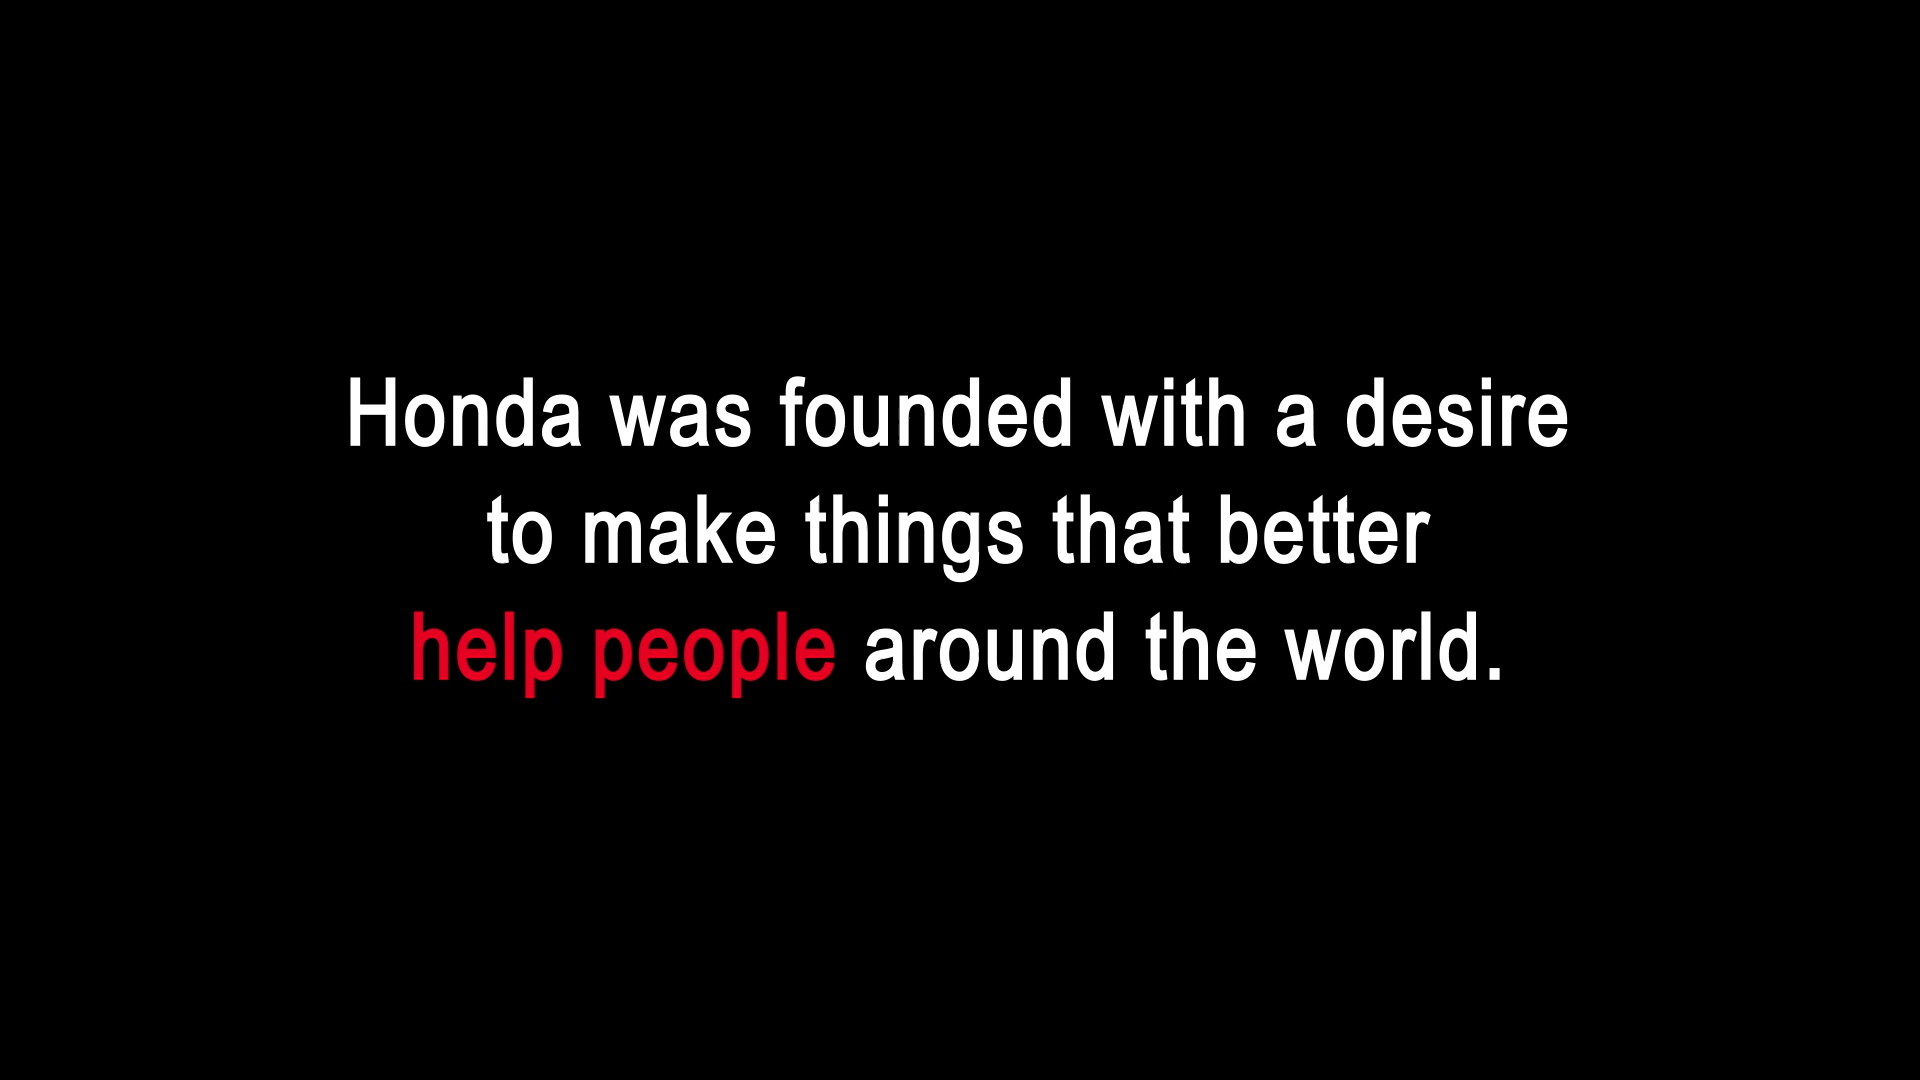 Honda was founded with a desire
to make things that better
help people around the world.